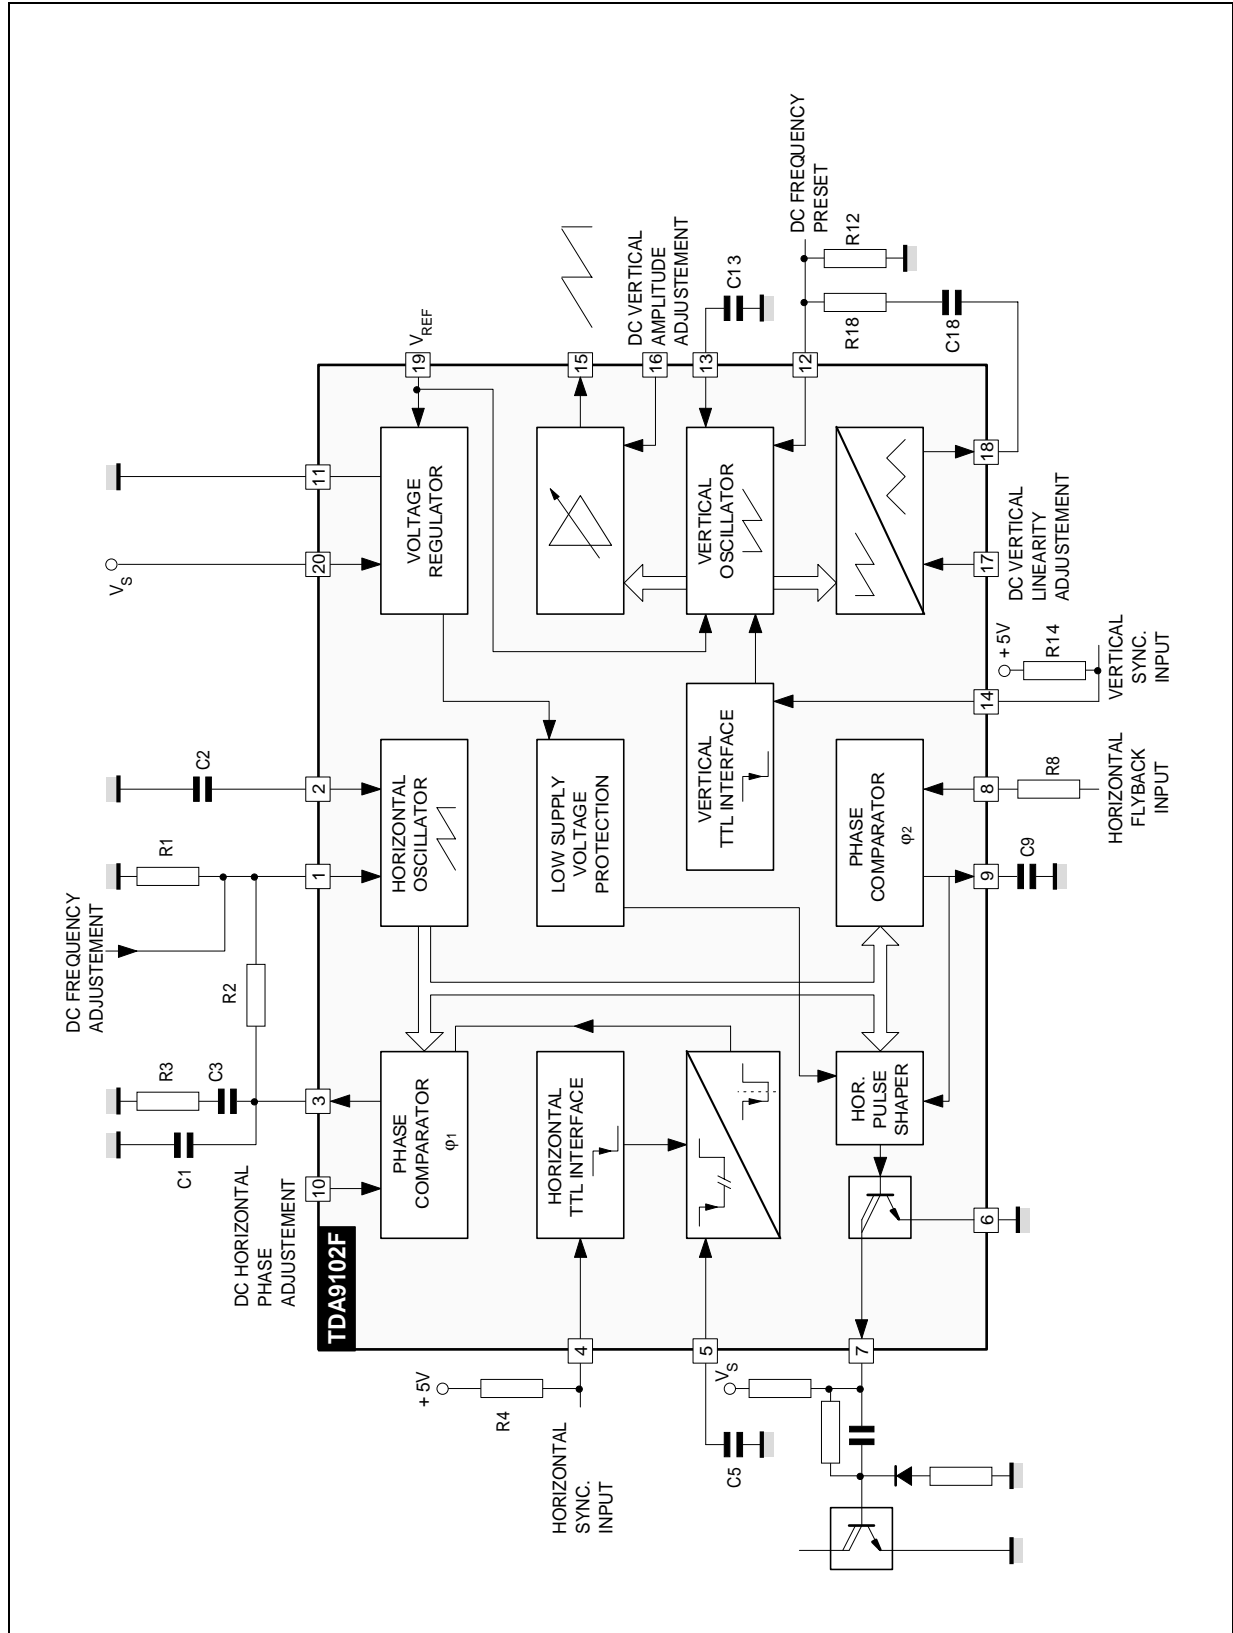 TDA9102F
DC HORIZONTAL
PHASE
ADJUSTEMENT
C1
R3
C3
R2
DC FREQUENCY
ADJUSTEMENT
R1
C2
VS
10
3
1
2
20
11
PHASE
COMPARATOR
φ1
HORIZONTAL
OSCILLATOR
VOLTAGE
REGULATOR
19
VREF
+ 5V
R4
HORIZONTAL
SYNC.
INPUT
4
HORIZONTAL
TTL INTERFACE
LOW SUPPLY
VOLTAGE
PROTECTION
15
16
DC VERTICAL
AMPLITUDE
ADJUSTEMENT
C5
5
VERTICAL
TTL INTERFACE
VERTICAL
OSCILLATOR
13
C13
VS
7
HOR.
PULSE
SHAPER
PHASE
COMPARATOR
φ2
12
DC FREQUENCY
PRESET
R12
R18
C18
6
9
C9
8
R8
HORIZONTAL
FLYBACK
INPUT
14
+ 5V
R14
VERTICAL
SYNC.
INPUT
17
DC VERTICAL
LINEARITY
ADJUSTEMENT
18